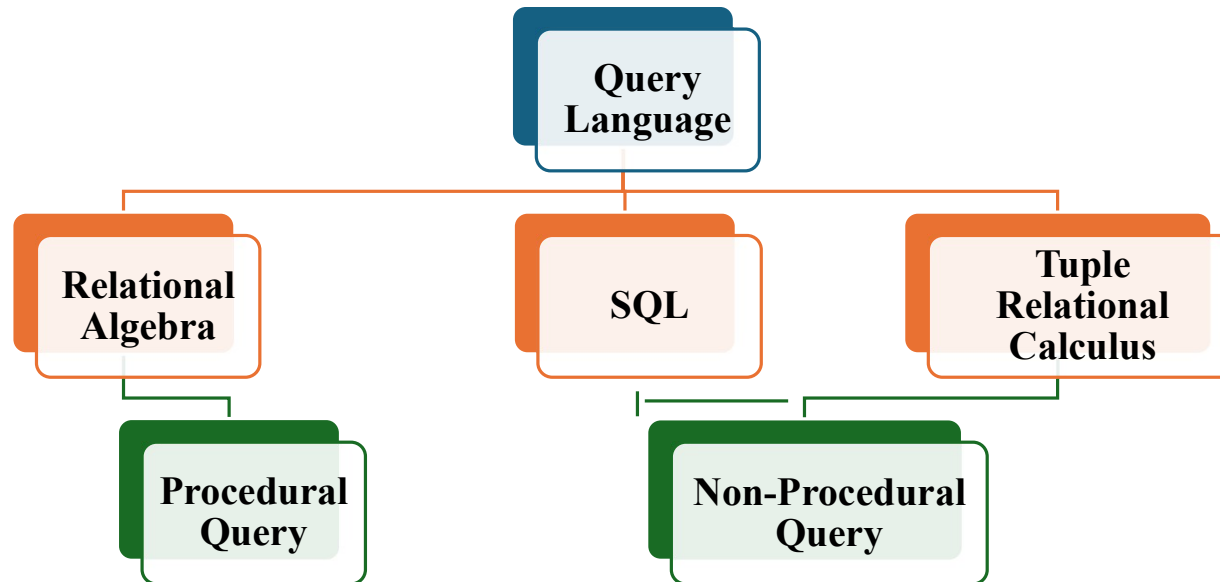 Query
Language
Relational
Algebra
SQL
Tuple
Relational
Calculus
Procedural
Query
Non-Procedural
Query